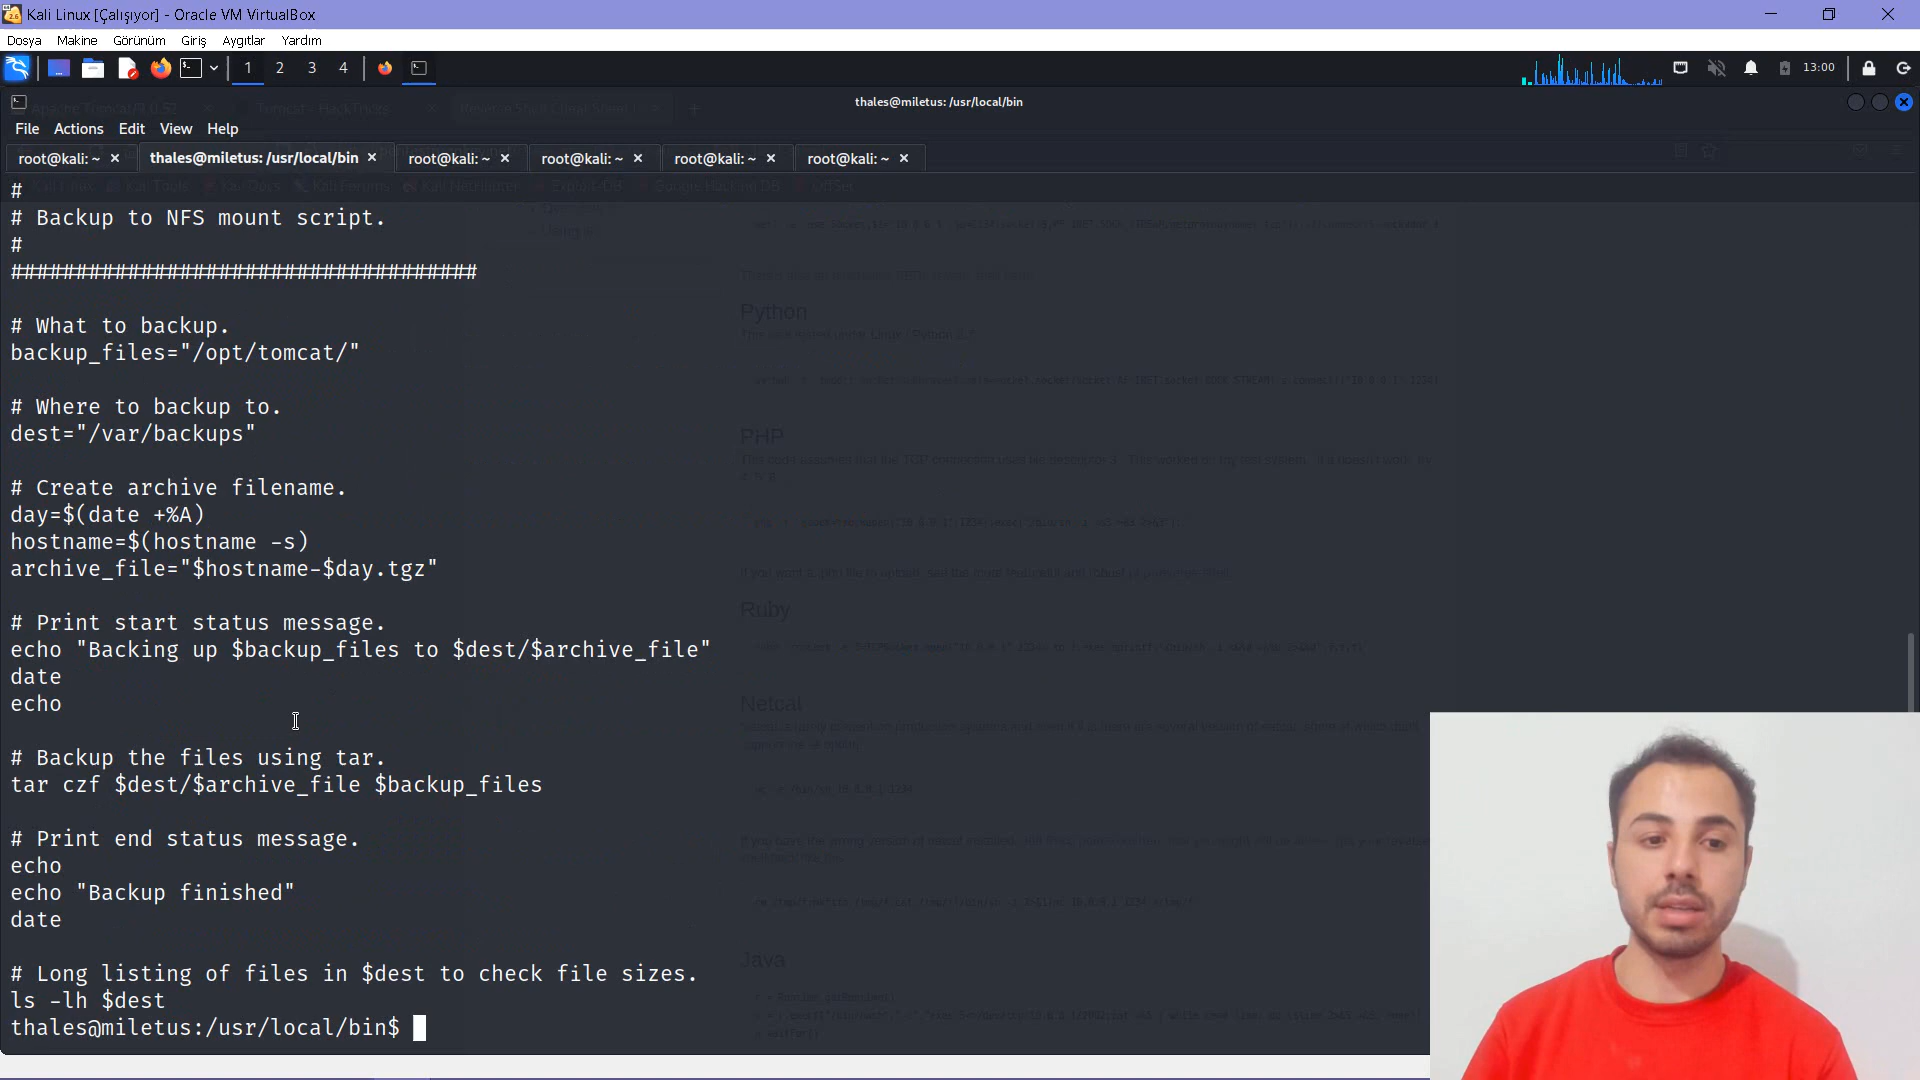 Kali Linux [Çalışıyor] - Oracle VM VirtualBox
Dosya Makine Görünüm Giriş Aygıtlar Yardım
1 2 3 4 13:00
thales@miletus: /usr/local/bin
File Actions Edit View Help
root@kali: ~ thales@miletus: /usr/local/bin root@kali: ~ root@kali: ~ root@kali: ~ root@kali: ~
#
# Backup to NFS mount script.
#
####################################
# What to backup.
backup_files="/opt/tomcat/"
# Where to backup to.
dest="/var/backups"
# Create archive filename.
day=$(date +%A)
hostname=$(hostname -s)
archive_file="$hostname-$day.tgz"
# Print start status message.
echo "Backing up $backup_files to $dest/$archive_file"
date
echo
# Backup the files using tar.
tar czf $dest/$archive_file $backup_files
# Print end status message.
echo
echo "Backup finished"
date
# Long listing of files in $dest to check file sizes.
ls -lh $dest
thales@miletus:/usr/local/bin$
Python
PHP
Ruby
Netcat
Java